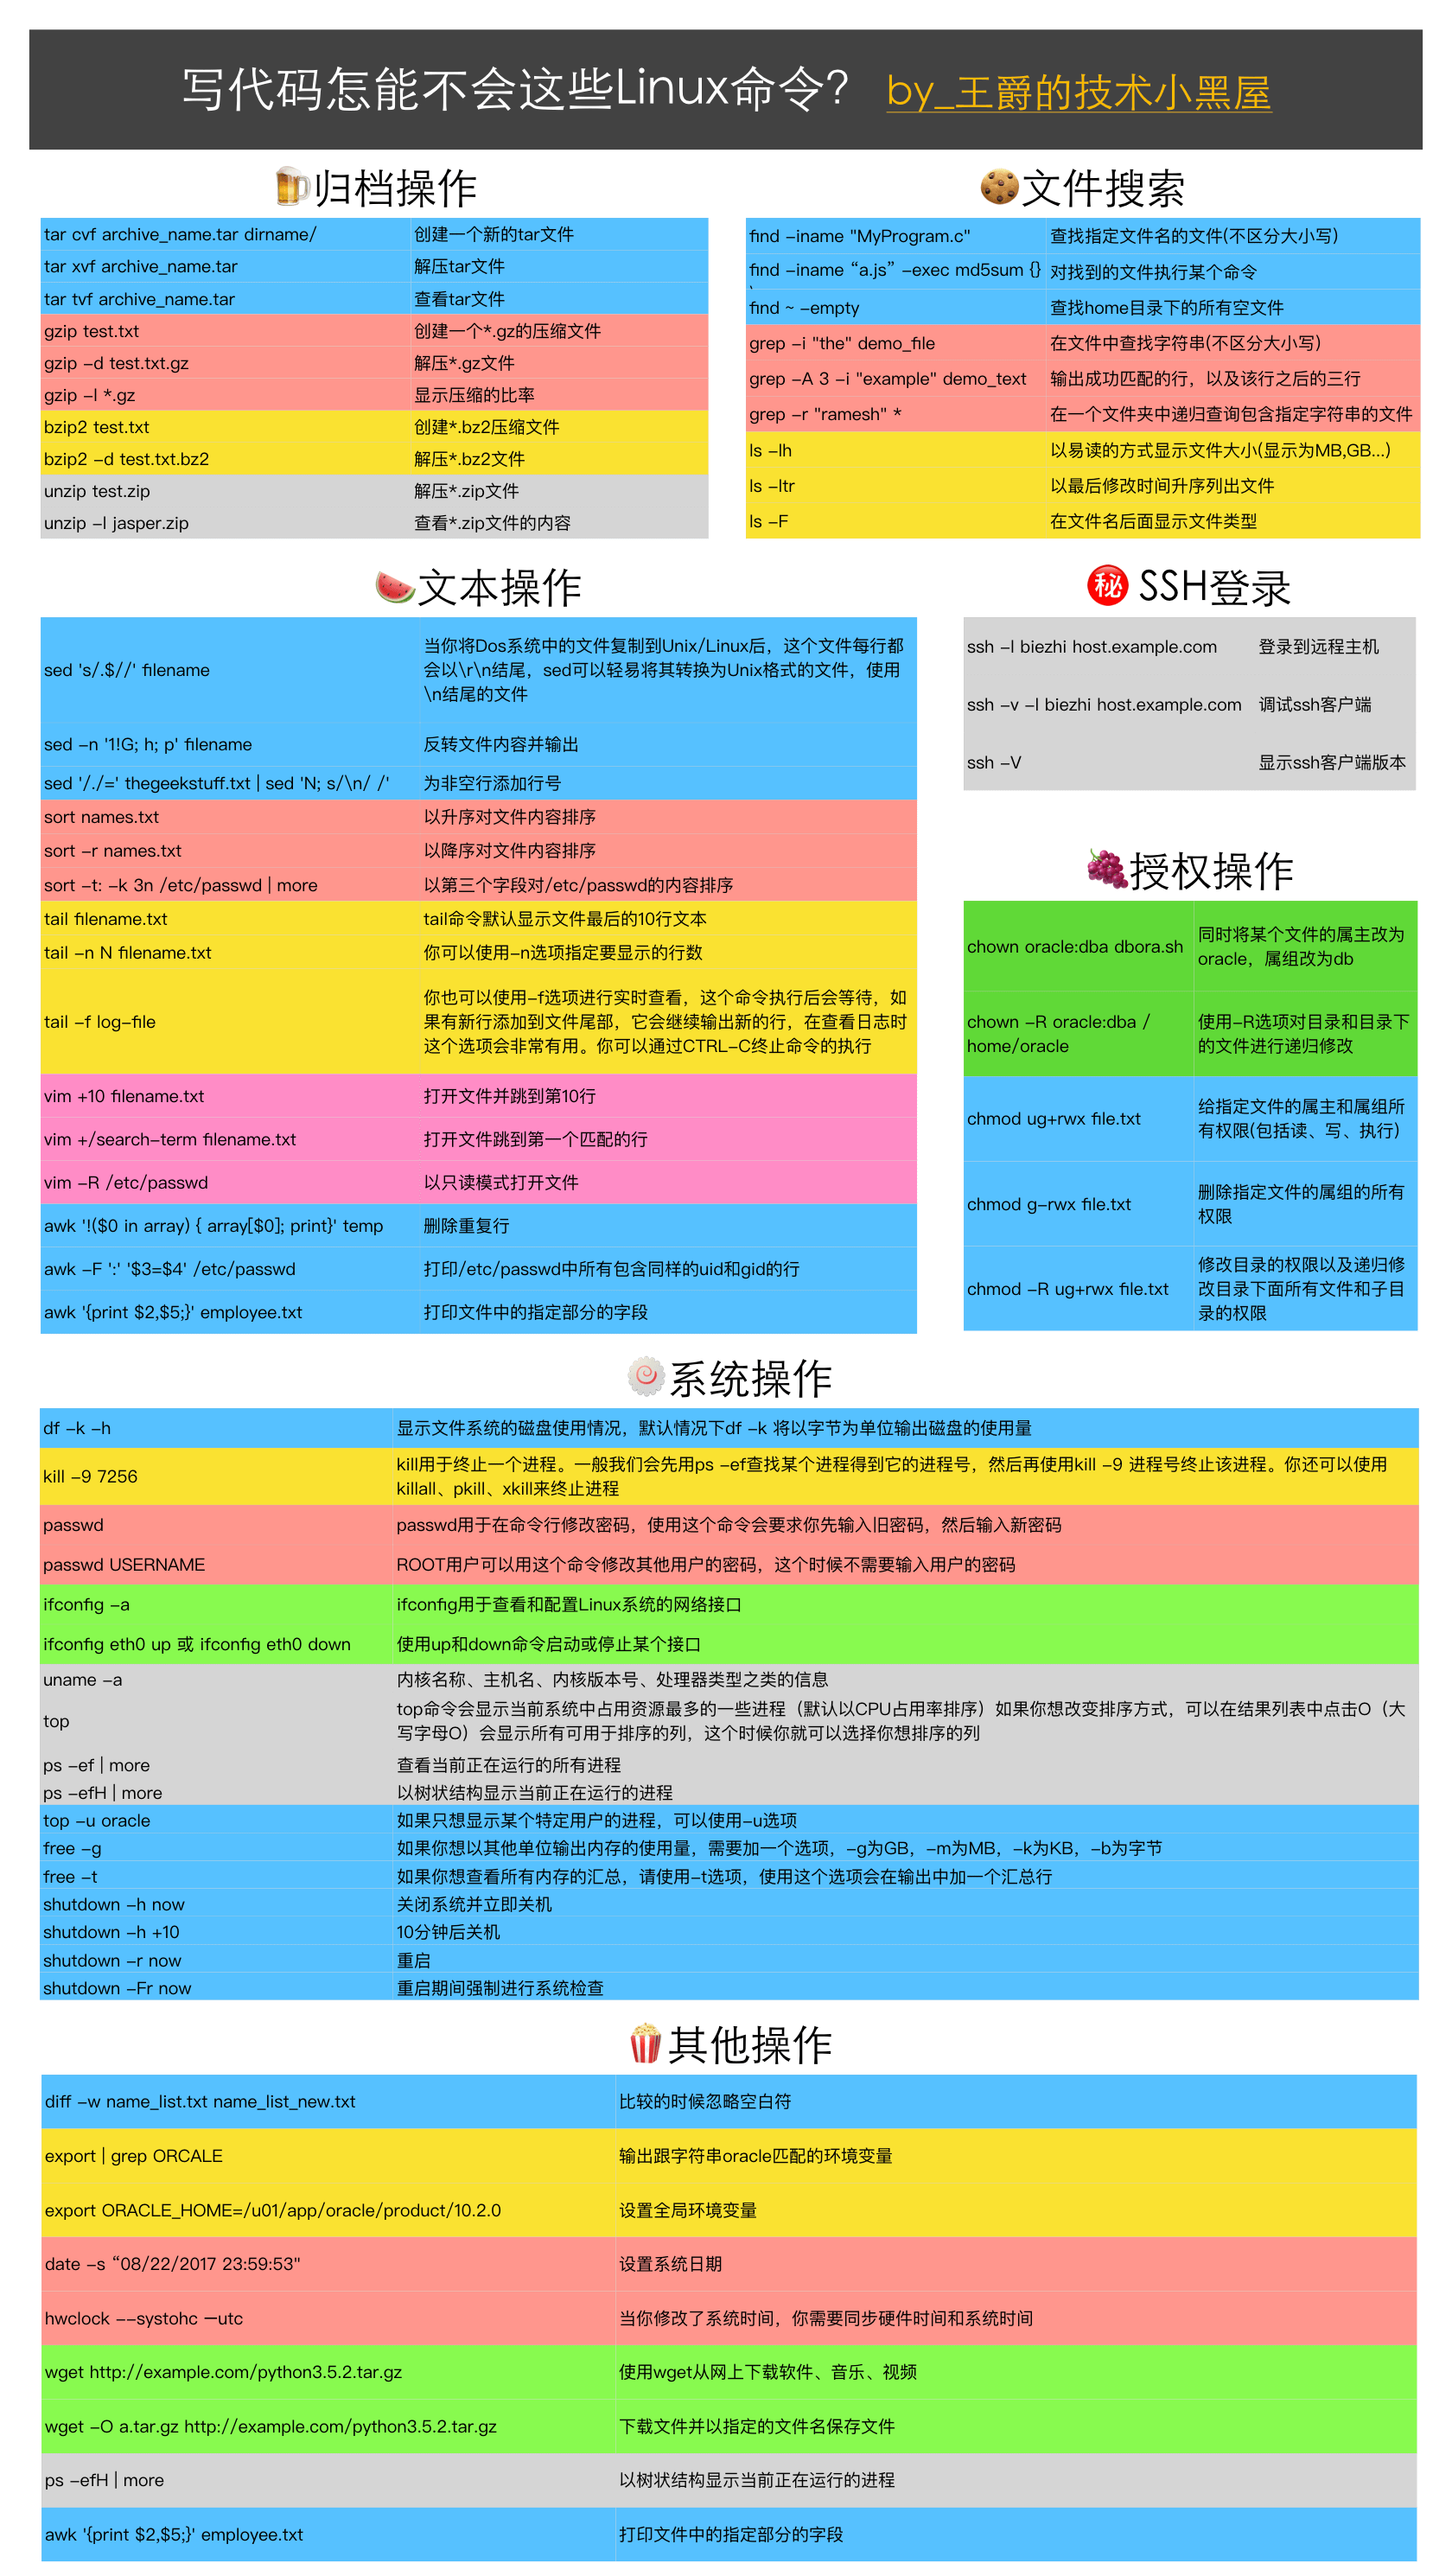 写代码怎能不会这些Linux命令？ by_王爵的技术小黑屋
归档操作
tar cvf archive_name.tar dirname/ 创建一个新的tar文件
tar xvf archive_name.tar 解压tar文件
tar tvf archive_name.tar 查看tar文件
gzip test.txt 创建一个*.gz的压缩文件
gzip -d test.txt.gz 解压*.gz文件
gzip -l *.gz 显示压缩的比率
bzip2 test.txt 创建*.bz2压缩文件
bzip2 -d test.txt.bz2 解压*.bz2文件
unzip test.zip 解压*.zip文件
unzip -l jasper.zip 查看*.zip文件的内容
文件搜索
find -iname "MyProgram.c" 查找指定文件名的文件(不区分大小写)
find -iname “a.js” -exec md5sum {} 对找到的文件执行某个命令
find ~ -empty 查找home目录下的所有空文件
grep -i "the" demo_file 在文件中查找字符串(不区分大小写)
grep -A 3 -i "example" demo_text 输出成功匹配的行，以及该行之后的三行
grep -r "ramesh" * 在一个文件夹中递归查询包含指定字符串的文件
ls -lh 以易读的方式显示文件大小(显示为MB,GB...)
ls -ltr 以最后修改时间升序列出文件
ls -F 在文件名后面显示文件类型
文本操作
sed 's/.$//' filename 当你将Dos系统中的文件复制到Unix/Linux后，这个文件每行都
会以\r\n结尾，sed可以轻易将其转换为Unix格式的文件，使用
\n结尾的文件
sed -n '1!G; h; p' filename 反转文件内容并输出
sed '/./=' thegeekstuff.txt | sed 'N; s/\n/ /' 为非空行添加行号
sort names.txt 以升序对文件内容排序
sort -r names.txt 以降序对文件内容排序
sort -t: -k 3n /etc/passwd | more 以第三个字段对/etc/passwd的内容排序
tail filename.txt tail命令默认显示文件最后的10行文本
tail -n N filename.txt 你可以使用-n选项指定要显示的行数
tail -f log-file 你也可以使用-f选项进行实时查看，这个命令执行后会等待，如
果有新行添加到文件尾部，它会继续输出新的行，在查看日志时
这个选项会非常有用。你可以通过CTRL-C终止命令的执行
vim +10 filename.txt 打开文件并跳到第10行
vim +/search-term filename.txt 打开文件跳到第一个匹配的行
vim -R /etc/passwd 以只读模式打开文件
awk '!($0 in array) { array[$0]; print}' temp 删除重复行
awk -F ':' '$3=$4' /etc/passwd 打印/etc/passwd中所有包含同样的uid和gid的行
awk '{print $2,$5;}' employee.txt 打印文件中的指定部分的字段
㊙ SSH登录
ssh -l biezhi host.example.com 登录到远程主机
ssh -v -l biezhi host.example.com 调试ssh客户端
ssh -V 显示ssh客户端版本
授权操作
chown oracle:dba dbora.sh 同时将某个文件的属主改为
oracle，属组改为db
chown -R oracle:dba / 使用-R选项对目录和目录下
home/oracle 的文件进行递归修改
chmod ug+rwx file.txt 给指定文件的属主和属组所
有权限(包括读、写、执行)
chmod g-rwx file.txt 删除指定文件的属组的所有
权限
chmod -R ug+rwx file.txt 修改目录的权限以及递归修
改目录下面所有文件和子目
录的权限
系统操作
df -k -h 显示文件系统的磁盘使用情况，默认情况下df -k 将以字节为单位输出磁盘的使用量
kill -9 7256 kill用于终止一个进程。一般我们会先用ps -ef查找某个进程得到它的进程号，然后再使用kill -9 进程号终止该进程。你还可以使用
killall、pkill、xkill来终止进程
passwd passwd用于在命令行修改密码，使用这个命令会要求你先输入旧密码，然后输入新密码
passwd USERNAME ROOT用户可以用这个命令修改其他用户的密码，这个时候不需要输入用户的密码
ifconfig -a ifconfig用于查看和配置Linux系统的网络接口
ifconfig eth0 up 或 ifconfig eth0 down 使用up和down命令启动或停止某个接口
uname -a 内核名称、主机名、内核版本号、处理器类型之类的信息
top top命令会显示当前系统中占用资源最多的一些进程（默认以CPU占用率排序）如果你想改变排序方式，可以在结果列表中点击O（大
写字母O）会显示所有可用于排序的列，这个时候你就可以选择你想排序的列
ps -ef | more 查看当前正在运行的所有进程
ps -efH | more 以树状结构显示当前正在运行的进程
top -u oracle 如果只想显示某个特定用户的进程，可以使用-u选项
free -g 如果你想以其他单位输出内存的使用量，需要加一个选项，-g为GB，-m为MB，-k为KB，-b为字节
free -t 如果你想查看所有内存的汇总，请使用-t选项，使用这个选项会在输出中加一个汇总行
shutdown -h now 关闭系统并立即关机
shutdown -h +10 10分钟后关机
shutdown -r now 重启
shutdown -Fr now 重启期间强制进行系统检查
其他操作
diff -w name_list.txt name_list_new.txt 比较的时候忽略空白符
export | grep ORCALE 输出跟字符串oracle匹配的环境变量
export ORACLE_HOME=/u01/app/oracle/product/10.2.0 设置全局环境变量
date -s “08/22/2017 23:59:53" 设置系统日期
hwclock --systohc —utc 当你修改了系统时间，你需要同步硬件时间和系统时间
wget http://example.com/python3.5.2.tar.gz 使用wget从网上下载软件、音乐、视频
wget -O a.tar.gz http://example.com/python3.5.2.tar.gz 下载文件并以指定的文件名保存文件
ps -efH | more 以树状结构显示当前正在运行的进程
awk '{print $2,$5;}' employee.txt 打印文件中的指定部分的字段